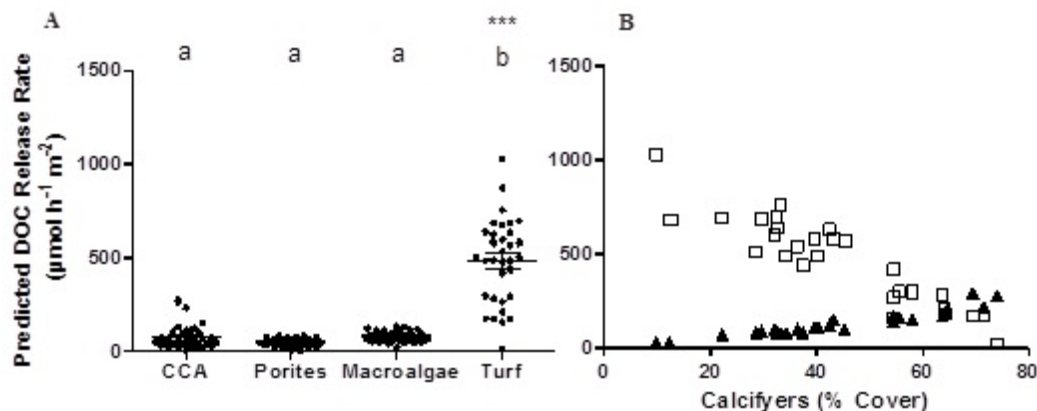 A
B
***
a a a b
Predicted DOC Release Rate
(µmol h⁻¹ m⁻²)
1500
1000
500
0
CCA Porites Macroalgae Turf
1500
1000
500
0
0 20 40 60 80
Calcifyers (% Cover)